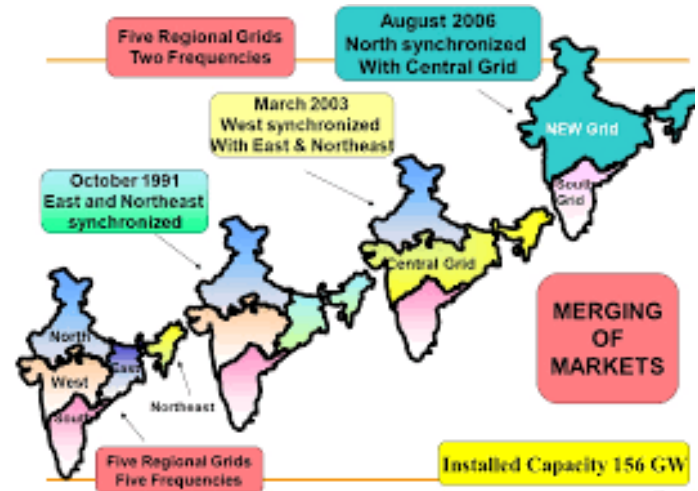 Five Regional Grids
Two Frequencies
August 2006
North synchronized
With Central Grid
March 2003
West synchronized
With East & Northeast
October 1991
East and Northeast
synchronized
NEW Grid
South
Grid
Central Grid
North
East
West
South
Northeast
MERGING
OF
MARKETS
Five Regional Grids
Five Frequencies
Installed Capacity 156 GW